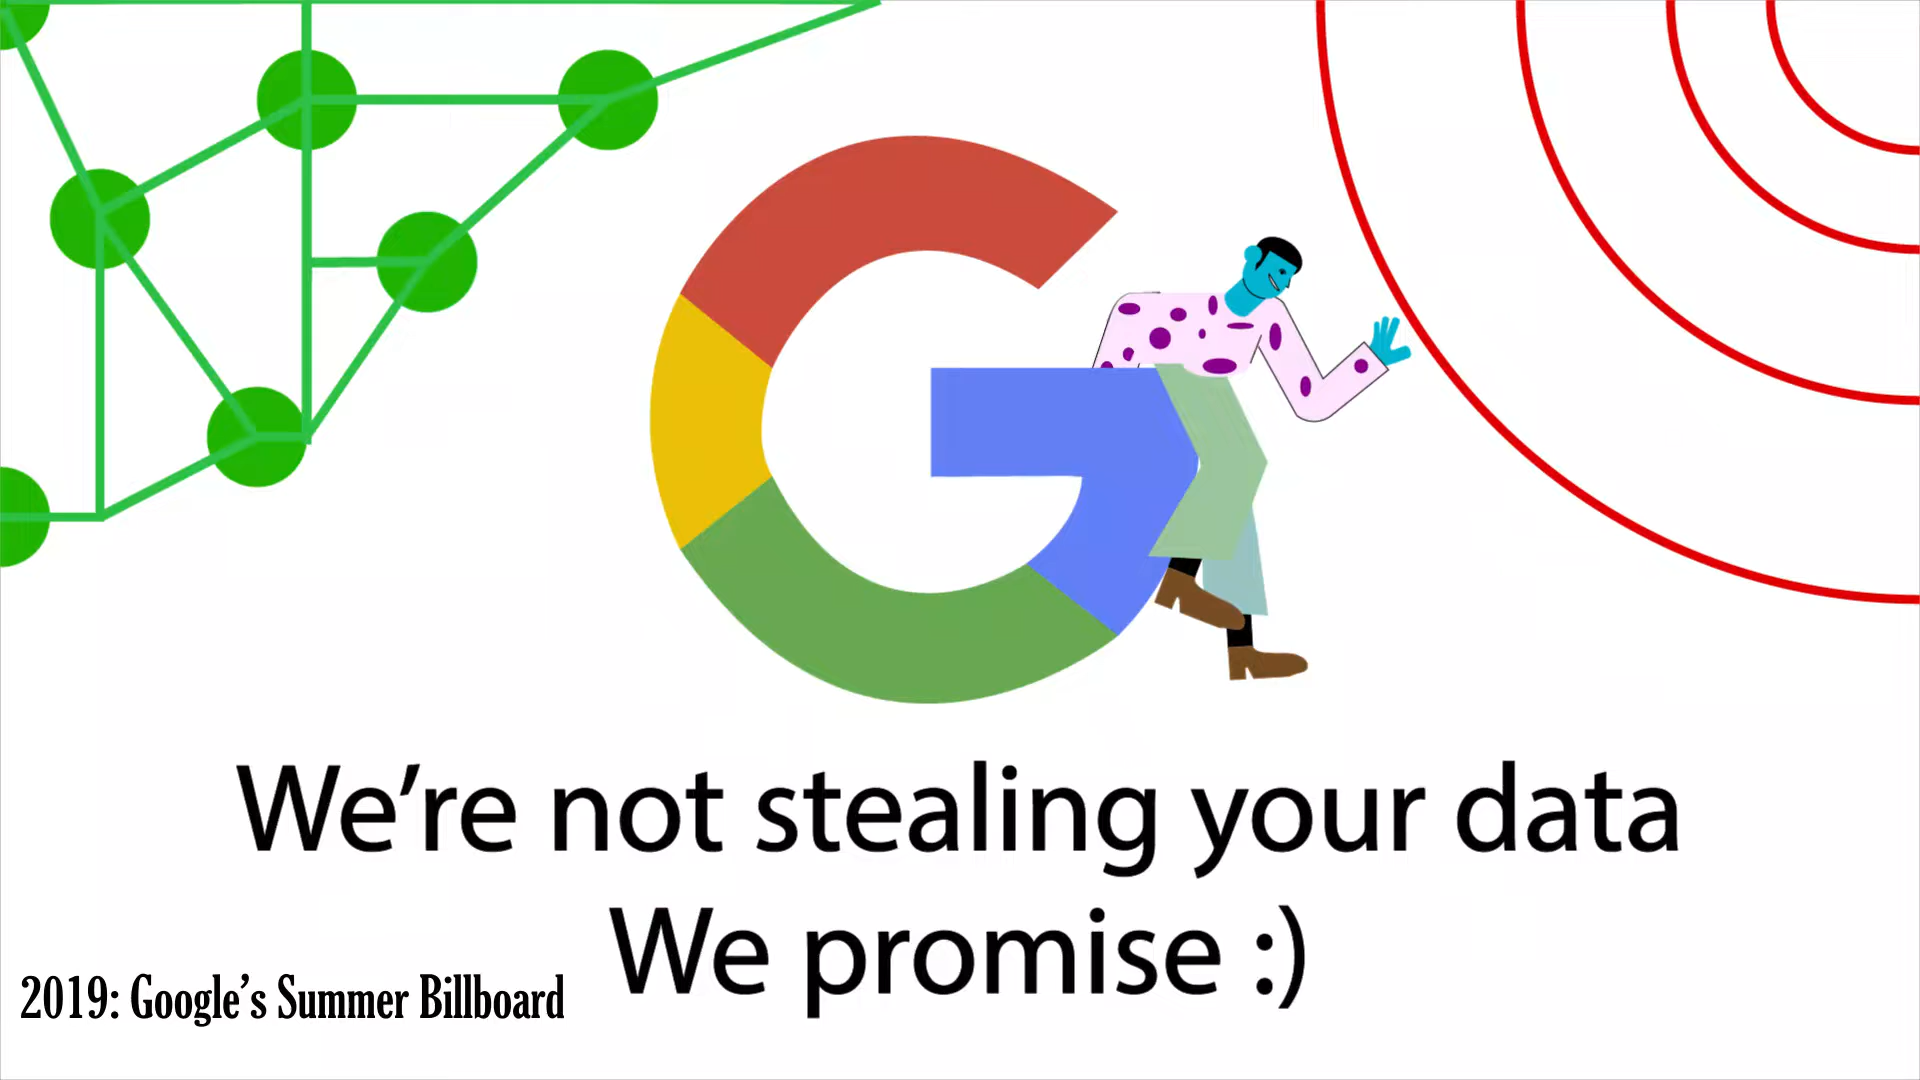 We’re not stealing your data
We promise :)
2019: Google’s Summer Billboard